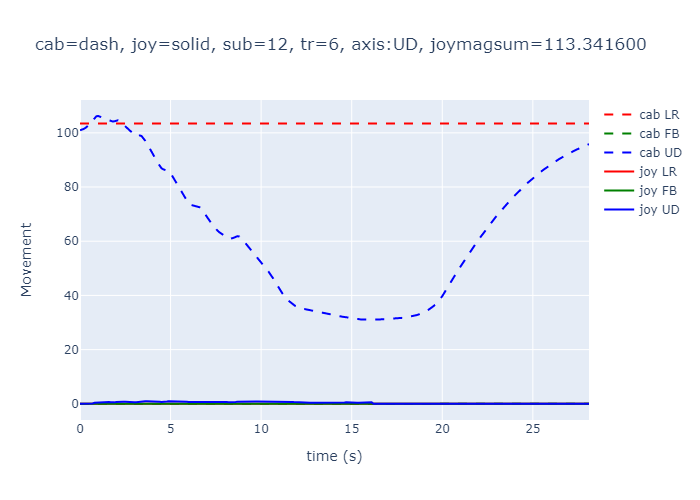 cab=dash, joy=solid, sub=12, tr=6, axis:UD, joymagsum=113.341600
100
80
60
40
20
0
Movement
0 5 10 15 20 25
time (s)
cab LR
cab FB
cab UD
joy LR
joy FB
joy UD